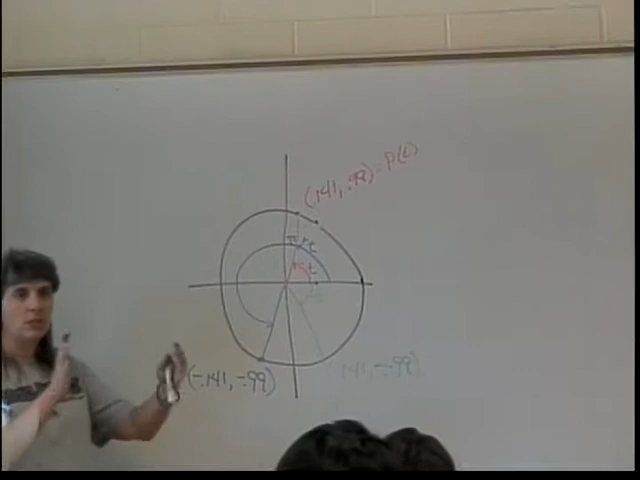 (.141, .99) = P(t)
π+t
t
(-.141, -.99)
.141, -.99)